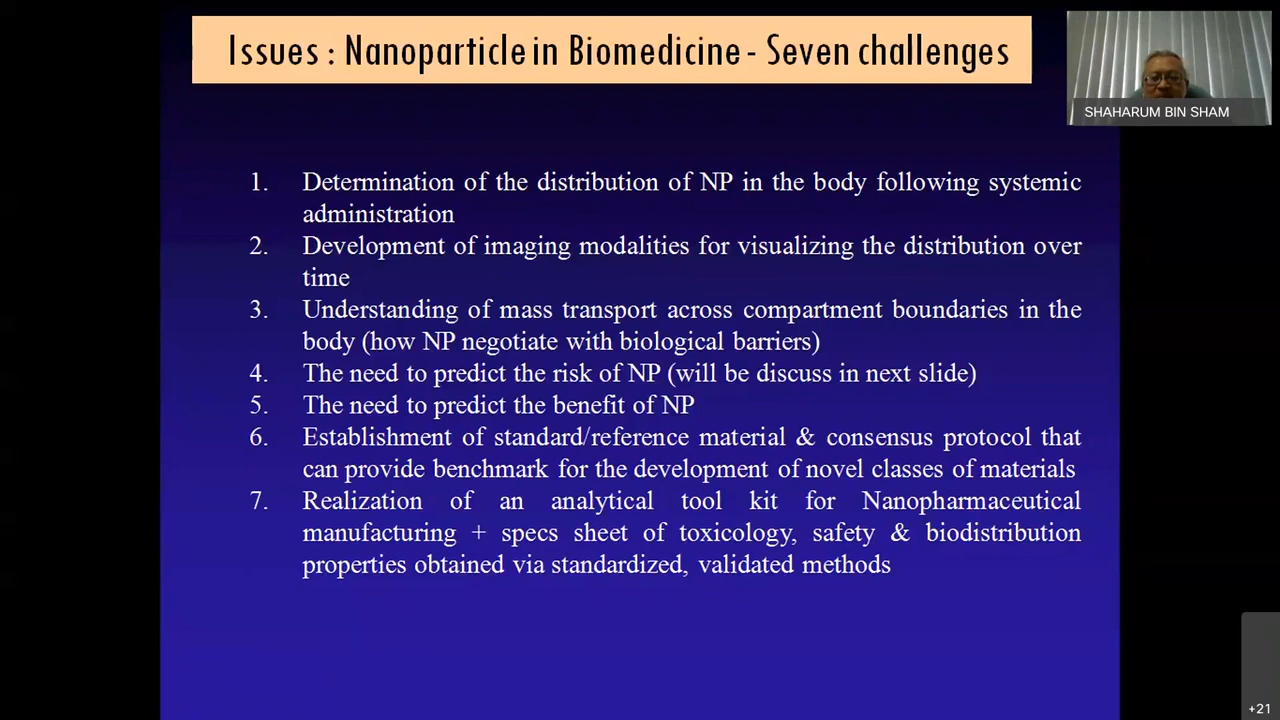 Issues : Nanoparticle in Biomedicine - Seven challenges
SHAHARUM BIN SHAM
1. Determination of the distribution of NP in the body following systemic
administration
2. Development of imaging modalities for visualizing the distribution over
time
3. Understanding of mass transport across compartment boundaries in the
body (how NP negotiate with biological barriers)
4. The need to predict the risk of NP (will be discuss in next slide)
5. The need to predict the benefit of NP
6. Establishment of standard/reference material & consensus protocol that
can provide benchmark for the development of novel classes of materials
7. Realization of an analytical tool kit for Nanopharmaceutical
manufacturing + specs sheet of toxicology, safety & biodistribution
properties obtained via standardized, validated methods
+21